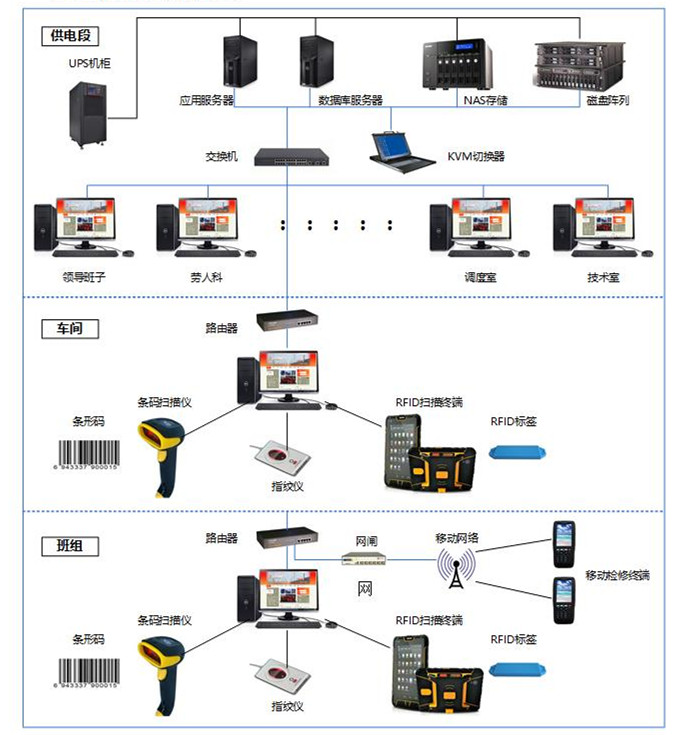 供电段
UPS机柜
应用服务器
数据库服务器
NAS存储
磁盘阵列
交换机
KVM切换器
领导班子
劳人科
调度室
技术室
车间
路由器
条码扫描仪
RFID扫描终端
条形码
RFID标签
6 943337 900015
指纹仪
班组
路由器
网闸
移动网络
网
移动检修终端
条码扫描仪
RFID扫描终端
条形码
RFID标签
6 943337 900015
指纹仪